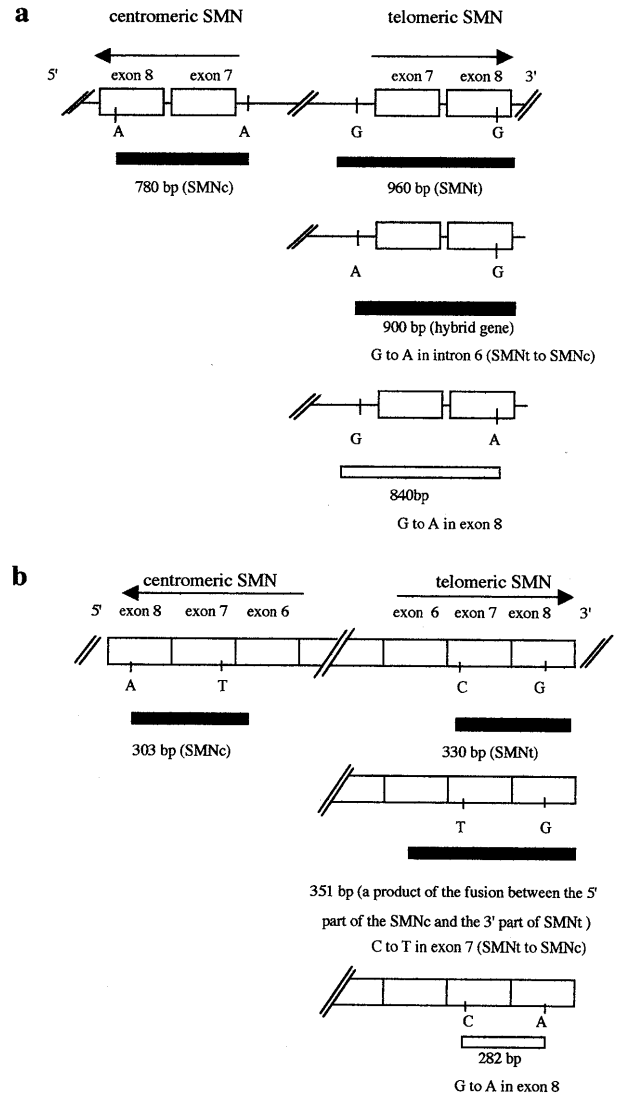 a
centromeric SMN telomeric SMN
5' exon 8 exon 7 exon 7 exon 8 3'
A A G G
780 bp (SMNc) 960 bp (SMNt)
A G
900 bp (hybrid gene)
G to A in intron 6 (SMNt to SMNc)
G A
840bp
G to A in exon 8
b
centromeric SMN telomeric SMN
5' exon 8 exon 7 exon 6 exon 6 exon 7 exon 8 3'
A T C G
303 bp (SMNc) 330 bp (SMNt)
T G
351 bp (a product of the fusion between the 5'
part of the SMNc and the 3' part of SMNt )
C to T in exon 7 (SMNt to SMNc)
C A
282 bp
G to A in exon 8